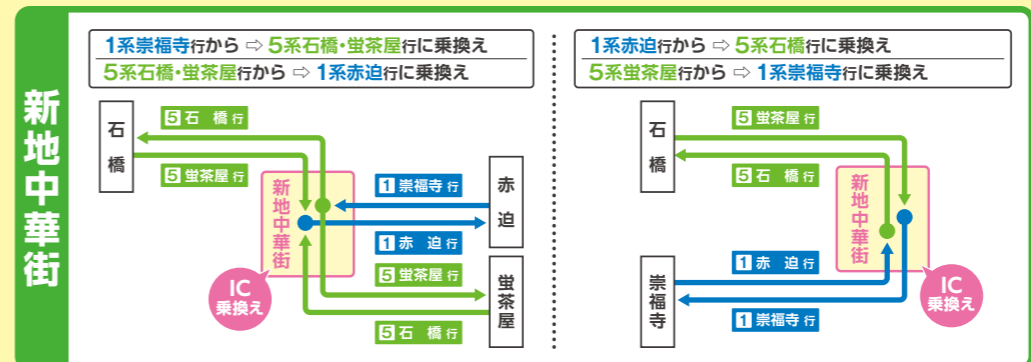 新地中華街
1系崇福寺行から ⇨ 5系石橋・蛍茶屋行に乗換え
5系石橋・蛍茶屋行から ⇨ 1系赤迫行に乗換え
石橋
5 石橋行
5 蛍茶屋行
新地中華街
1 崇福寺行
赤迫
1 赤迫行
5 蛍茶屋行
蛍茶屋
IC
乗換え
5 石橋行
1系赤迫行から ⇨ 5系石橋行に乗換え
5系蛍茶屋行から ⇨ 1系崇福寺行に乗換え
石橋
5 蛍茶屋行
5 石橋行
新地中華街
1 赤迫行
崇福寺
IC
乗換え
1 崇福寺行